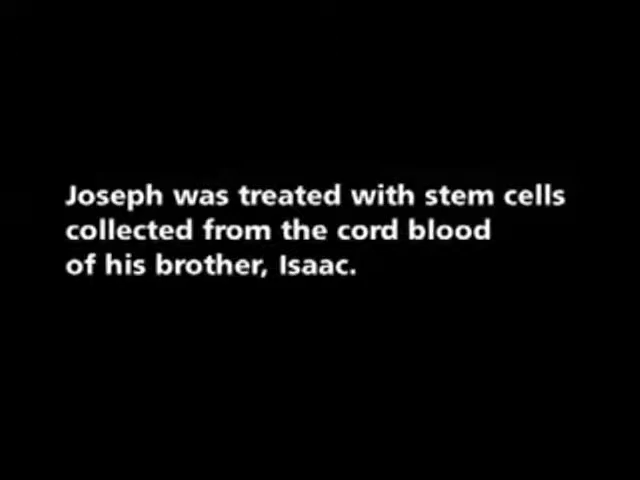 Joseph was treated with stem cells
collected from the cord blood
of his brother, Isaac.